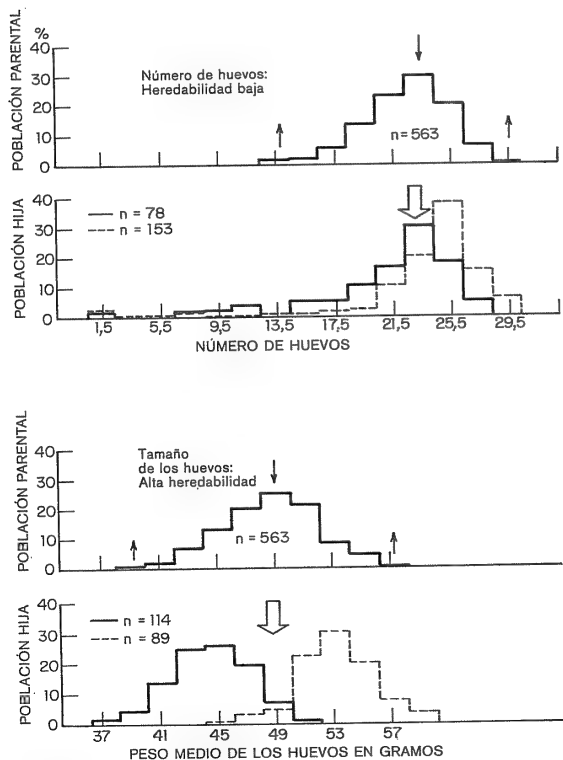 %
POBLACIÓN PARENTAL
40
30
20
10
0
Número de huevos:
Heredabilidad baja
n=563
POBLACIÓN HIJA
40
30
20
10
0
n = 78
n = 153
1,5 5,5 9,5 13,5 17,5 21,5 25,5 29,5
NÚMERO DE HUEVOS
POBLACIÓN PARENTAL
40
30
20
10
0
Tamaño
de los huevos:
Alta heredabilidad
n = 563
POBLACIÓN HIJA
40
30
20
10
0
n = 114
n = 89
37 41 45 49 53 57
PESO MEDIO DE LOS HUEVOS EN GRAMOS